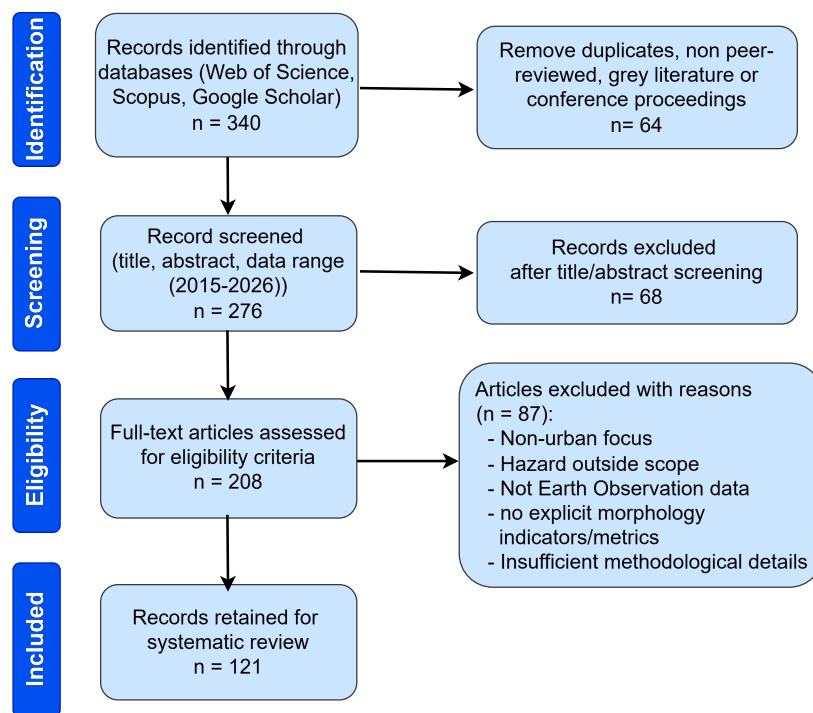 Identification
Records identified through
databases (Web of Science,
Scopus, Google Scholar)
n = 340
Remove duplicates, non peer-
reviewed, grey literature or
conference proceedings
n= 64
Screening
Record screened
(title, abstract, data range
(2015-2026))
n = 276
Records excluded
after title/abstract screening
n= 68
Eligibility
Full-text articles assessed
for eligibility criteria
n = 208
Articles excluded with reasons
(n = 87):
- Non-urban focus
- Hazard outside scope
- Not Earth Observation data
- no explicit morphology
indicators/metrics
- Insufficient methodological details
Included
Records retained for
systematic review
n = 121